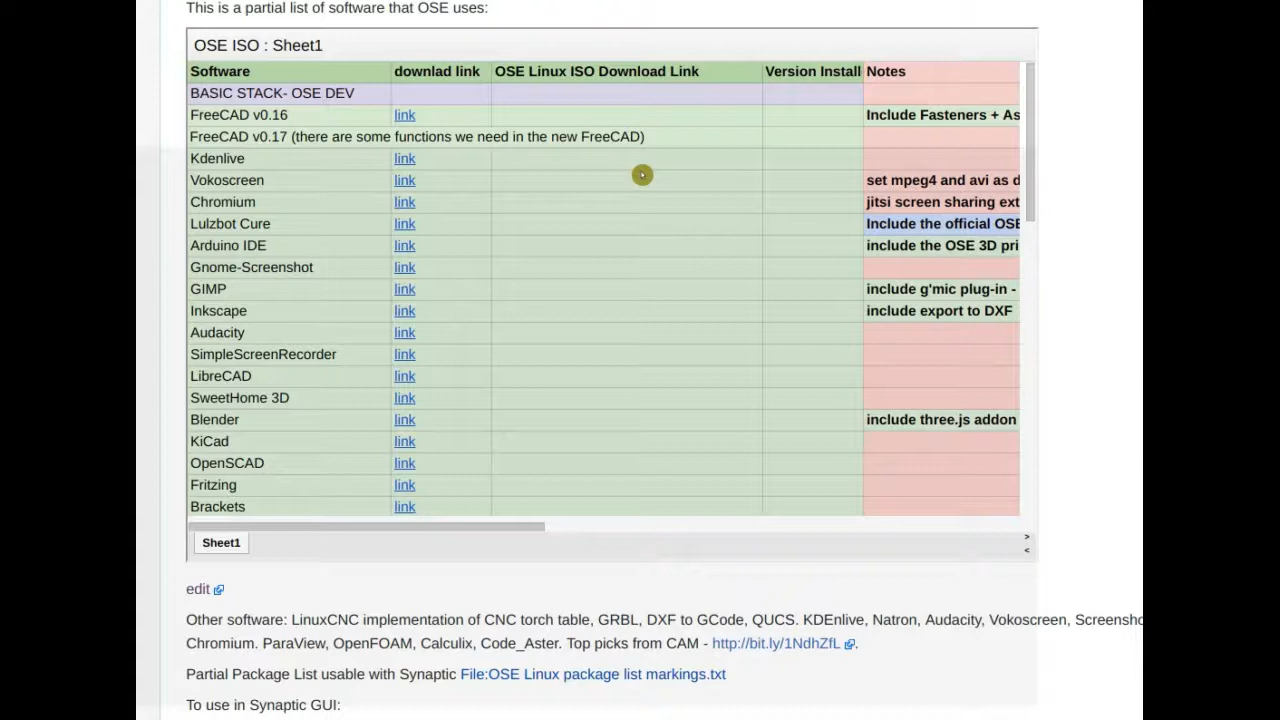 This is a partial list of software that OSE uses:
OSE ISO : Sheet1
Software downlad link OSE Linux ISO Download Link Version Install Notes
BASIC STACK- OSE DEV
FreeCAD v0.16 link Include Fasteners + As
FreeCAD v0.17 (there are some functions we need in the new FreeCAD)
Kdenlive link
Vokoscreen link set mpeg4 and avi as d
Chromium link jitsi screen sharing ext
Lulzbot Cure link Include the official OSE
Arduino IDE link include the OSE 3D pri
Gnome-Screenshot link
GIMP link include g'mic plug-in -
Inkscape link include export to DXF
Audacity link
SimpleScreenRecorder link
LibreCAD link
SweetHome 3D link
Blender link include three.js addon
KiCad link
OpenSCAD link
Fritzing link
Brackets link
Sheet1
edit
Other software: LinuxCNC implementation of CNC torch table, GRBL, DXF to GCode, QUCS. KDEnlive, Natron, Audacity, Vokoscreen, Screensho
Chromium. ParaView, OpenFOAM, Calculix, Code_Aster. Top picks from CAM - http://bit.ly/1NdhZfL.
Partial Package List usable with Synaptic File:OSE Linux package list markings.txt
To use in Synaptic GUI: